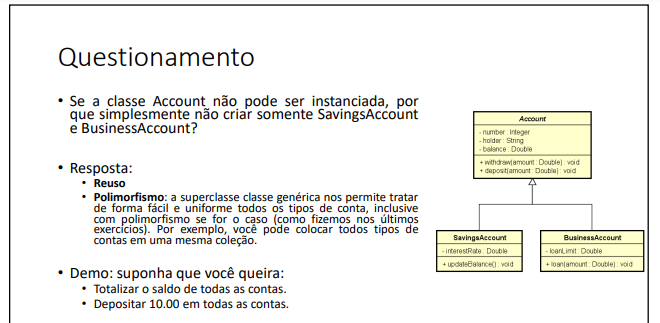 Questionamento
• Se a classe Account não pode ser instanciada, por
que simplesmente não criar somente SavingsAccount
e BusinessAccount?
• Resposta:
• Reuso
• Polimorfismo: a superclasse classe genérica nos permite tratar
de forma fácil e uniforme todos os tipos de conta, inclusive
com polimorfismo se for o caso (como fizemos nos últimos
exercícios). Por exemplo, você pode colocar todos tipos de
contas em uma mesma coleção.
• Demo: suponha que você queira:
• Totalizar o saldo de todas as contas.
• Depositar 10.00 em todas as contas.
Account
- number : Integer
- holder : String
- balance : Double
+ withdraw(amount : Double) : void
+ deposit(amount : Double) : void
SavingsAccount
- interestRate : Double
+ updateBalance() : void
BusinessAccount
- loanLimit : Double
+ loan(amount : Double) : void